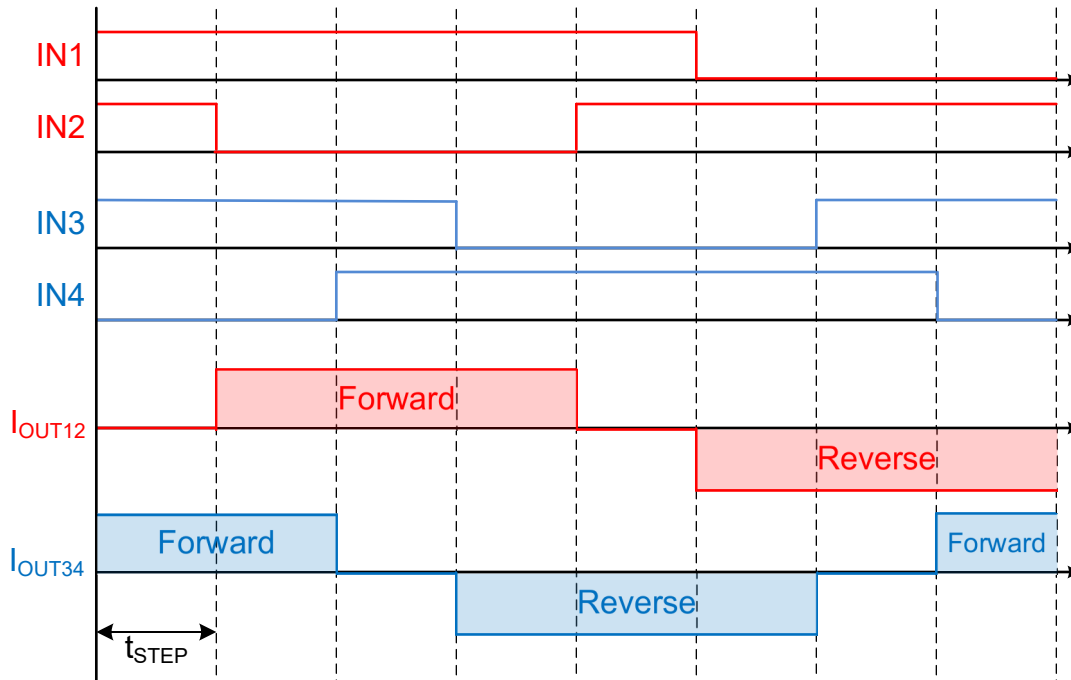 IN1
IN2
IN3
IN4
Forward
IOUT12
Reverse
Forward
Forward
IOUT34
Reverse
tSTEP